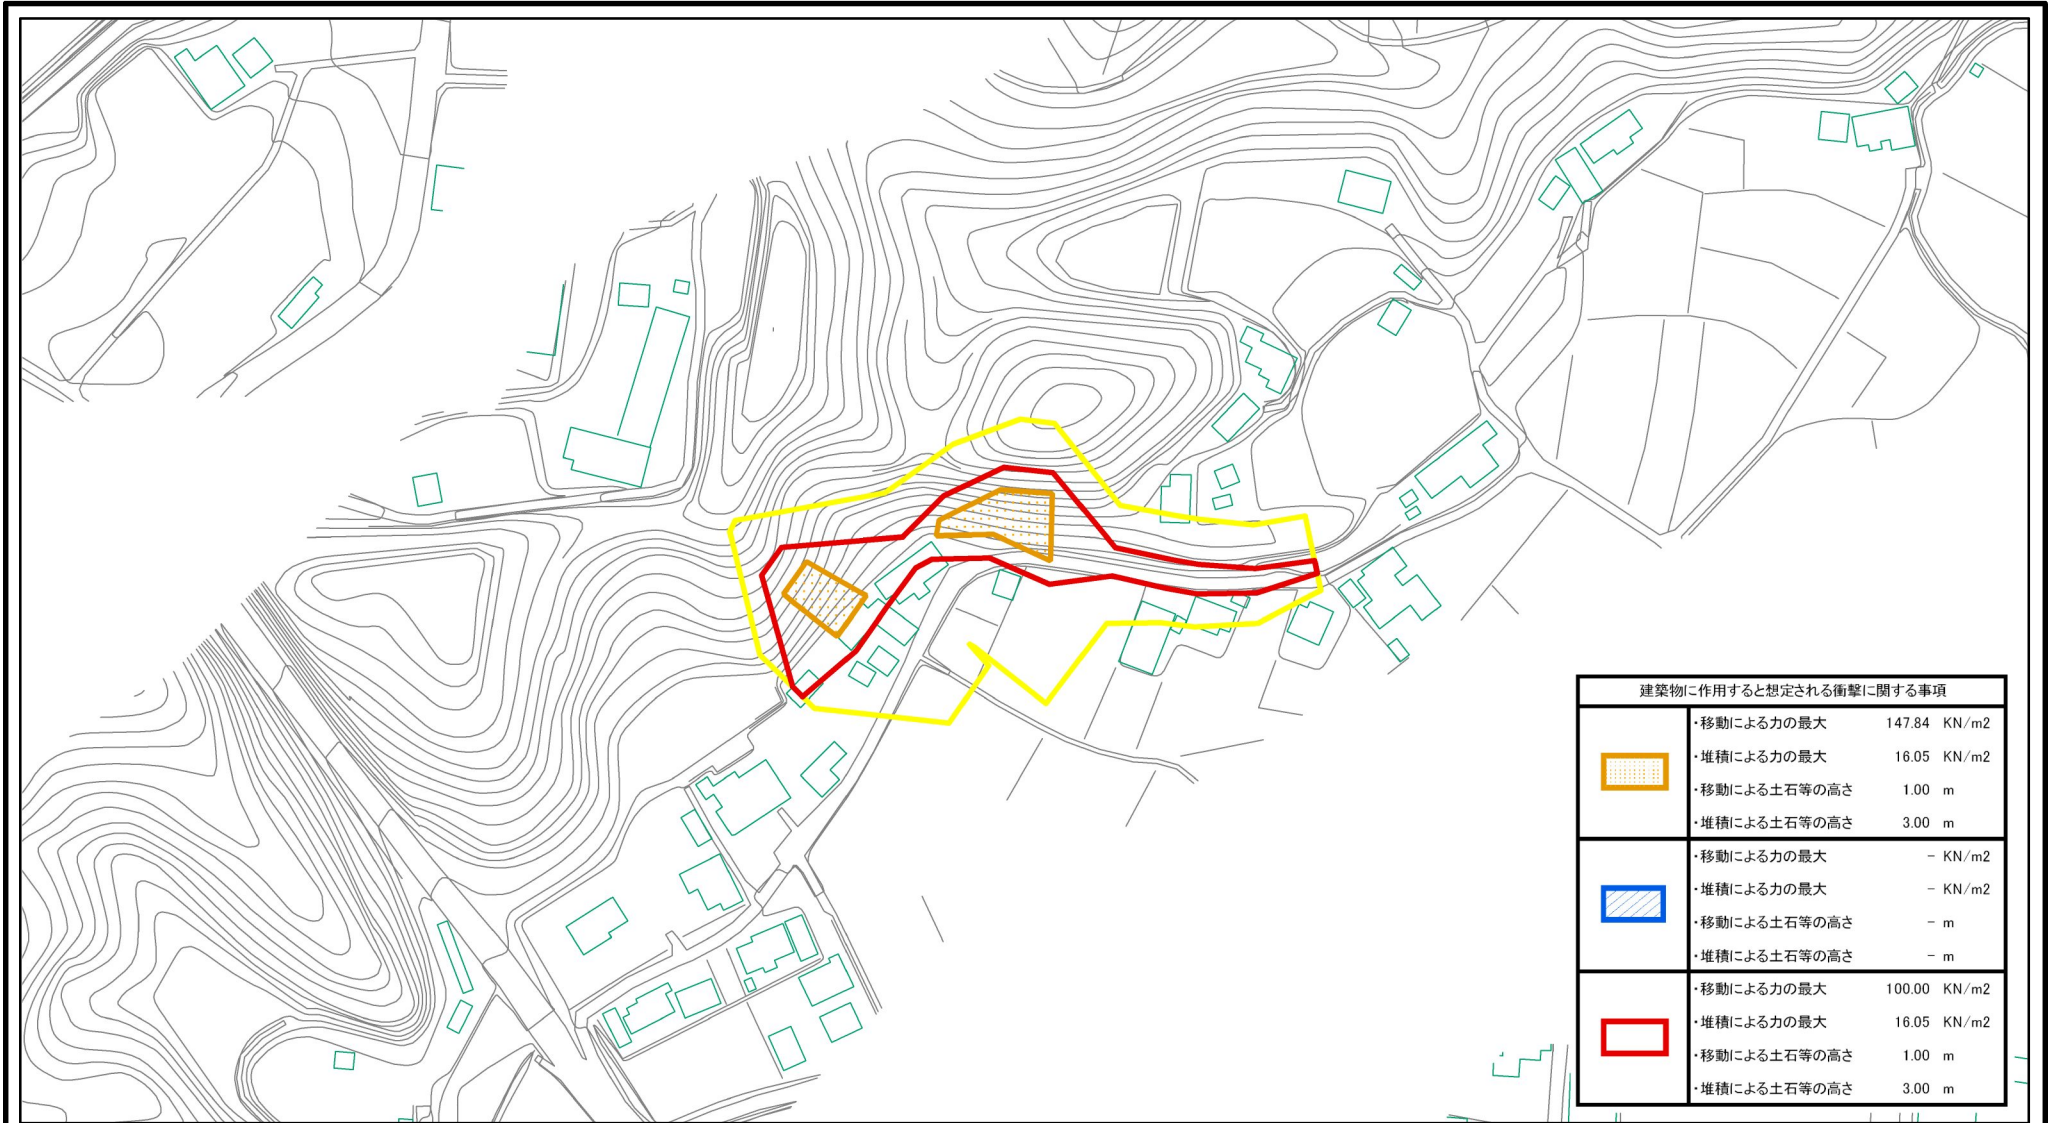 建築物に作用すると想定される衝撃に関する事項
・移動による力の最大 147.84 KN/m2
・堆積による力の最大 16.05 KN/m2
・移動による土石等の高さ 1.00 m
・堆積による土石等の高さ 3.00 m
・移動による力の最大 - KN/m2
・堆積による力の最大 - KN/m2
・移動による土石等の高さ - m
・堆積による土石等の高さ - m
・移動による力の最大 100.00 KN/m2
・堆積による力の最大 16.05 KN/m2
・移動による土石等の高さ 1.00 m
・堆積による土石等の高さ 3.00 m